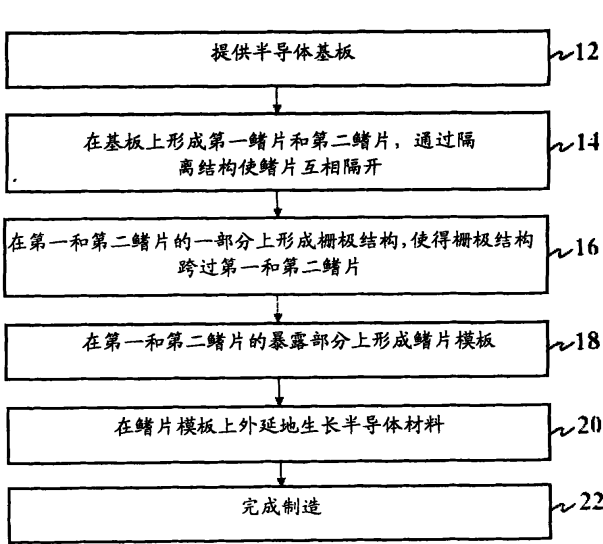 提供半导体基板
12
在基板上形成第一鳍片和第二鳍片，通过隔
离结构使鳍片互相隔开
14
在第一和第二鳍片的一部分上形成栅极结构,使得栅极结构
跨过第一和第二鳍片
16
在第一和第二鳍片的暴露部分上形成鳍片模板
18
在鳍片模板上外延地生长半导体材料
20
完成制造
22